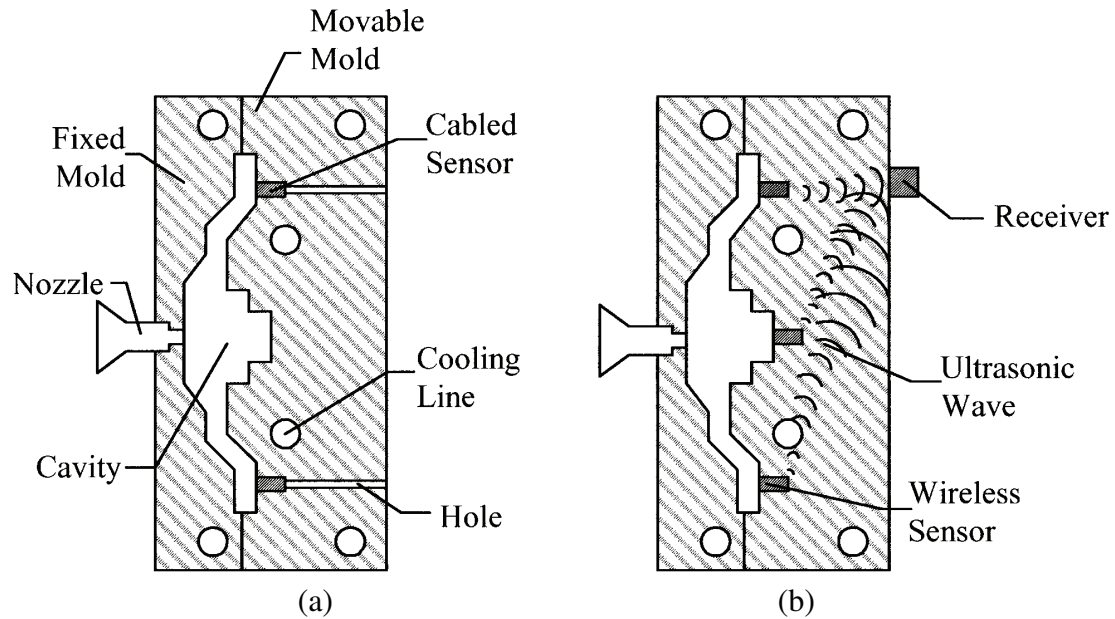 Movable
Mold
Fixed
Mold
Cabled
Sensor
Nozzle
Cooling
Line
Cavity
Hole
(a)
Receiver
Ultrasonic
Wave
Wireless
Sensor
(b)